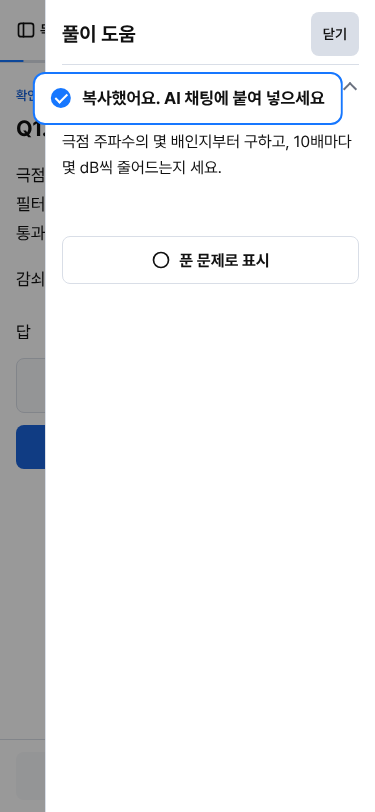 풀이 도움
닫기
복사했어요. AI 채팅에 붙여 넣으세요
확인
Q1.
극점 주파수의 몇 배인지부터 구하고, 10배마다
몇 dB씩 줄어드는지 세요.
극점
필터
통과
감쇠
답
푼 문제로 표시